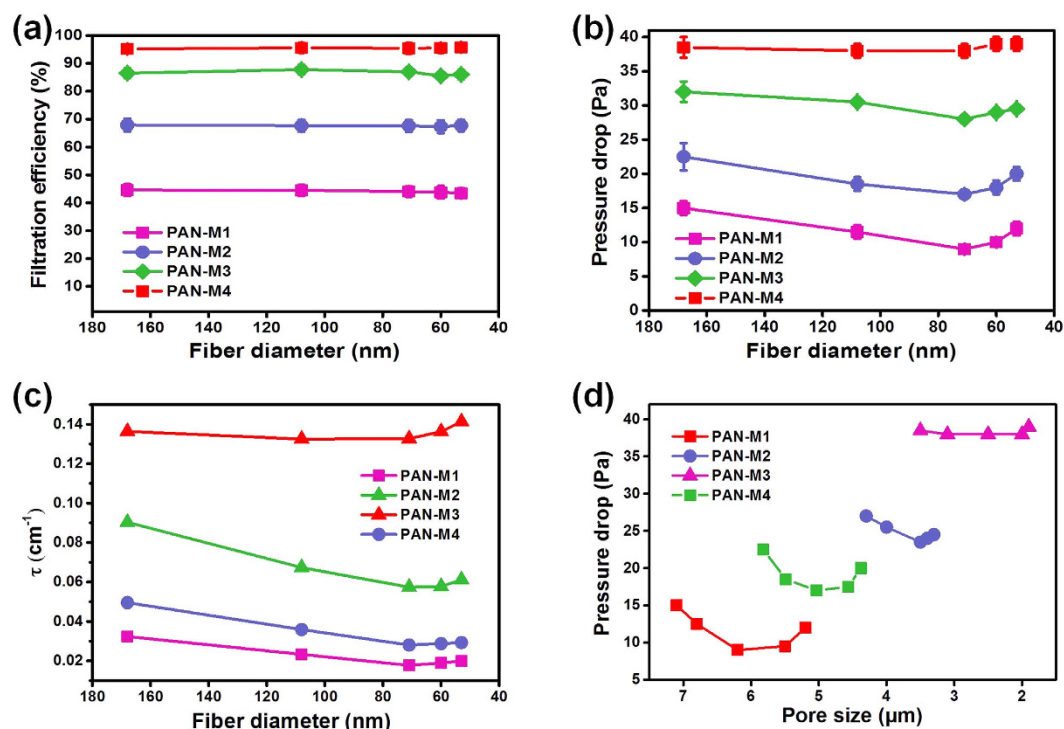 (a)
Filtration efficiency (%)
100
90
80
70
60
50
40
30
20
10
PAN-M1
PAN-M2
PAN-M3
PAN-M4
180 160 140 120 100 80 60 40
Fiber diameter (nm)
(b)
Pressure drop (Pa)
40
35
30
25
20
15
10
5
0
PAN-M1
PAN-M2
PAN-M3
PAN-M4
180 160 140 120 100 80 60 40
Fiber diameter (nm)
(c)
τ (cm⁻¹)
0.14
0.12
0.10
0.08
0.06
0.04
0.02
PAN-M1
PAN-M2
PAN-M3
PAN-M4
180 160 140 120 100 80 60 40
Fiber diameter (nm)
(d)
Pressure drop (Pa)
40
35
30
25
20
15
10
5
PAN-M1
PAN-M2
PAN-M3
PAN-M4
7 6 5 4 3 2
Pore size (μm)